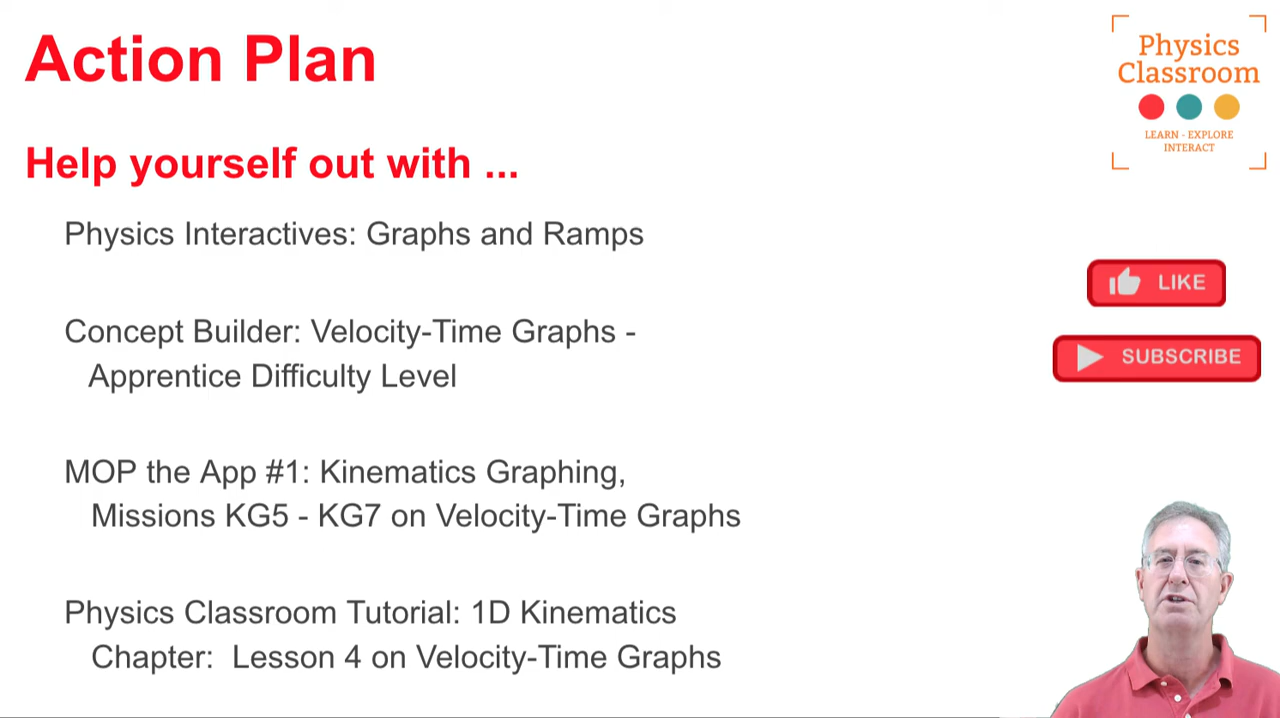 Action Plan
Physics
Classroom
LEARN - EXPLORE
INTERACT
Help yourself out with ...
Physics Interactives: Graphs and Ramps
LIKE
Concept Builder: Velocity-Time Graphs -
Apprentice Difficulty Level
SUBSCRIBE
MOP the App #1: Kinematics Graphing,
Missions KG5 - KG7 on Velocity-Time Graphs
Physics Classroom Tutorial: 1D Kinematics
Chapter: Lesson 4 on Velocity-Time Graphs